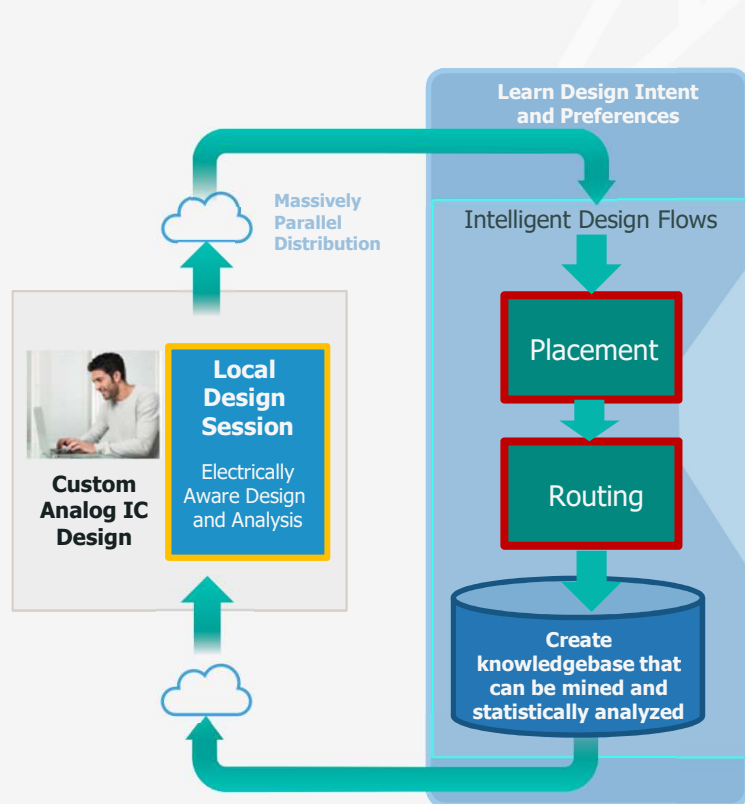 Learn Design Intent
and Preferences
Massively
Parallel
Distribution
Intelligent Design Flows
Placement
Local
Design
Session
Electrically
Aware Design
and Analysis
Custom
Analog IC
Design
Routing
Create
knowledgebase that
can be mined and
statistically analyzed